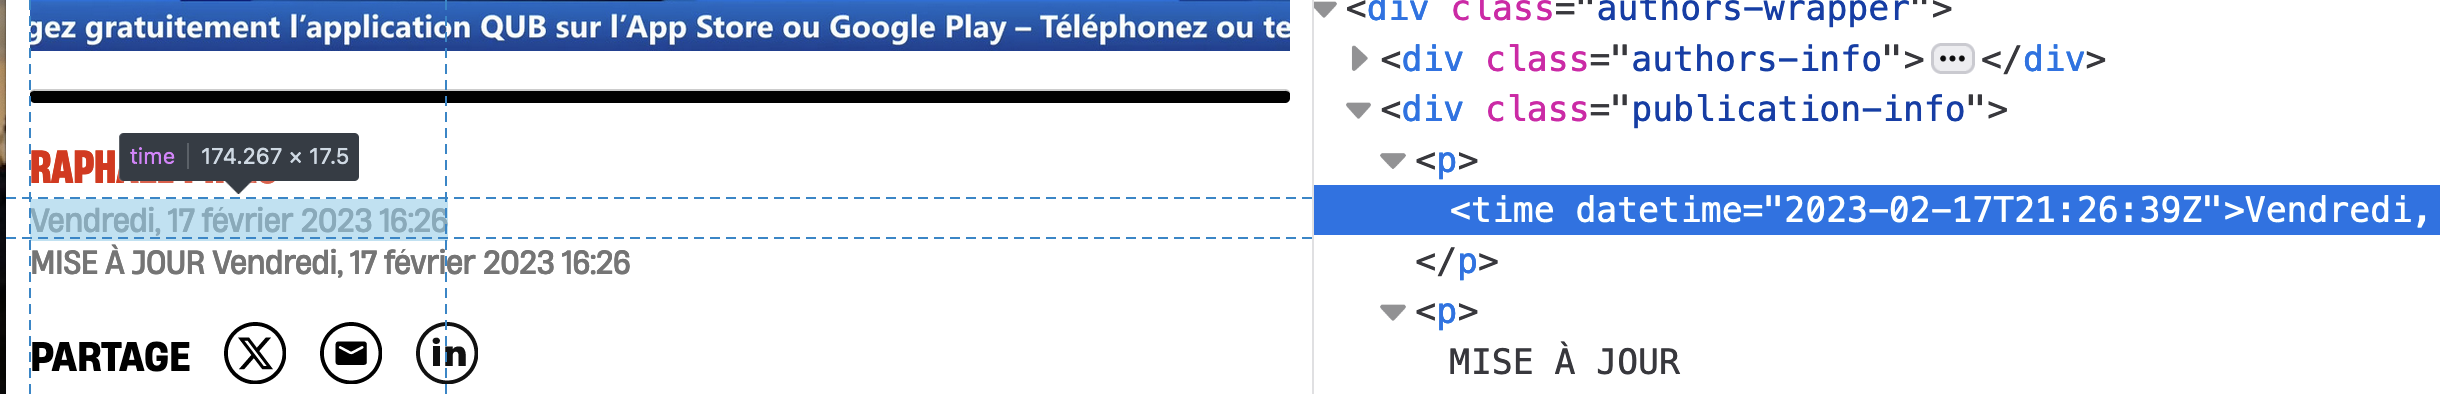 gez gratuitement l’application QUB sur l’App Store ou Google Play – Téléphonez ou te
time 174.267 × 17.5
RAPH
Vendredi, 17 février 2023 16:26
MISE À JOUR Vendredi, 17 février 2023 16:26
PARTAGE
in
<div class="authors-wrapper">
<div class="authors-info">…</div>
<div class="publication-info">
<p>
<time datetime="2023-02-17T21:26:39Z">Vendredi,
</p>
<p>
MISE À JOUR